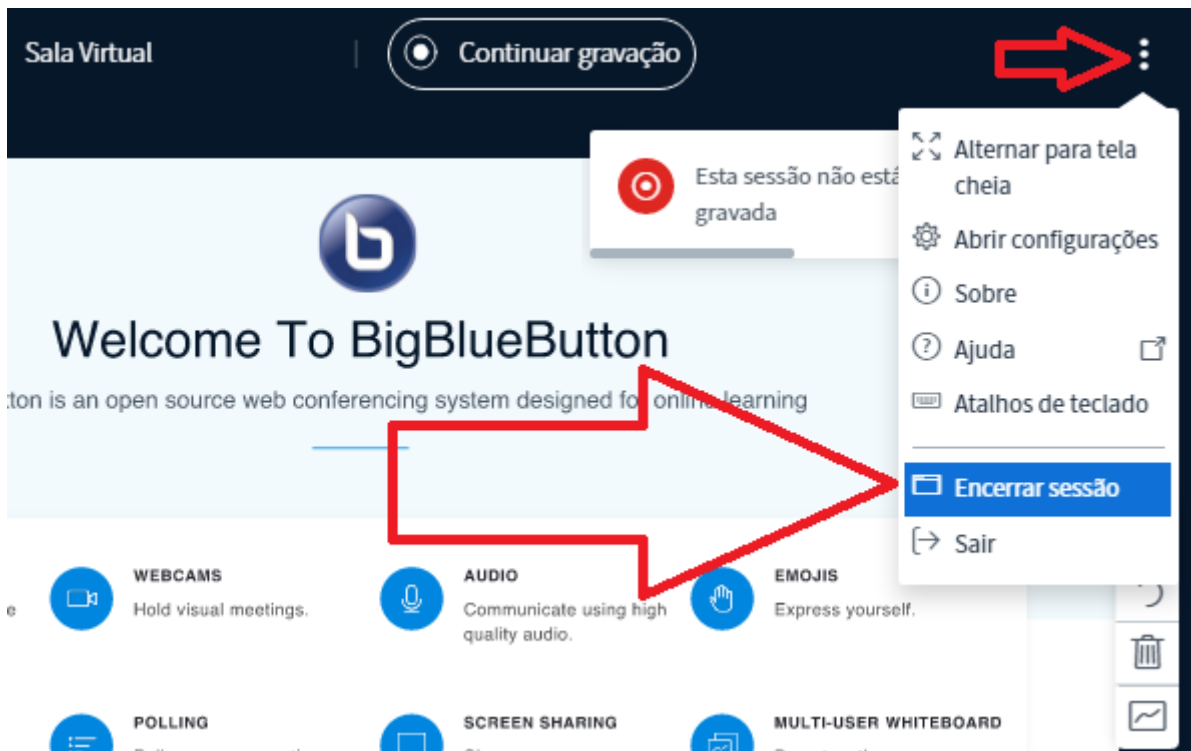 Sala Virtual
Continuar gravação
Esta sessão não está
gravada
Alternar para tela
cheia
Abrir configurações
Sobre
Ajuda
Atalhos de teclado
Encerrar sessão
Sair
Welcome To BigBlueButton
is an open source web conferencing system designed for online learning
WEBCAMS
Hold visual meetings.
AUDIO
Communicate using high
quality audio.
EMOJIS
Express yourself.
POLLING
SCREEN SHARING
MULTI-USER WHITEBOARD